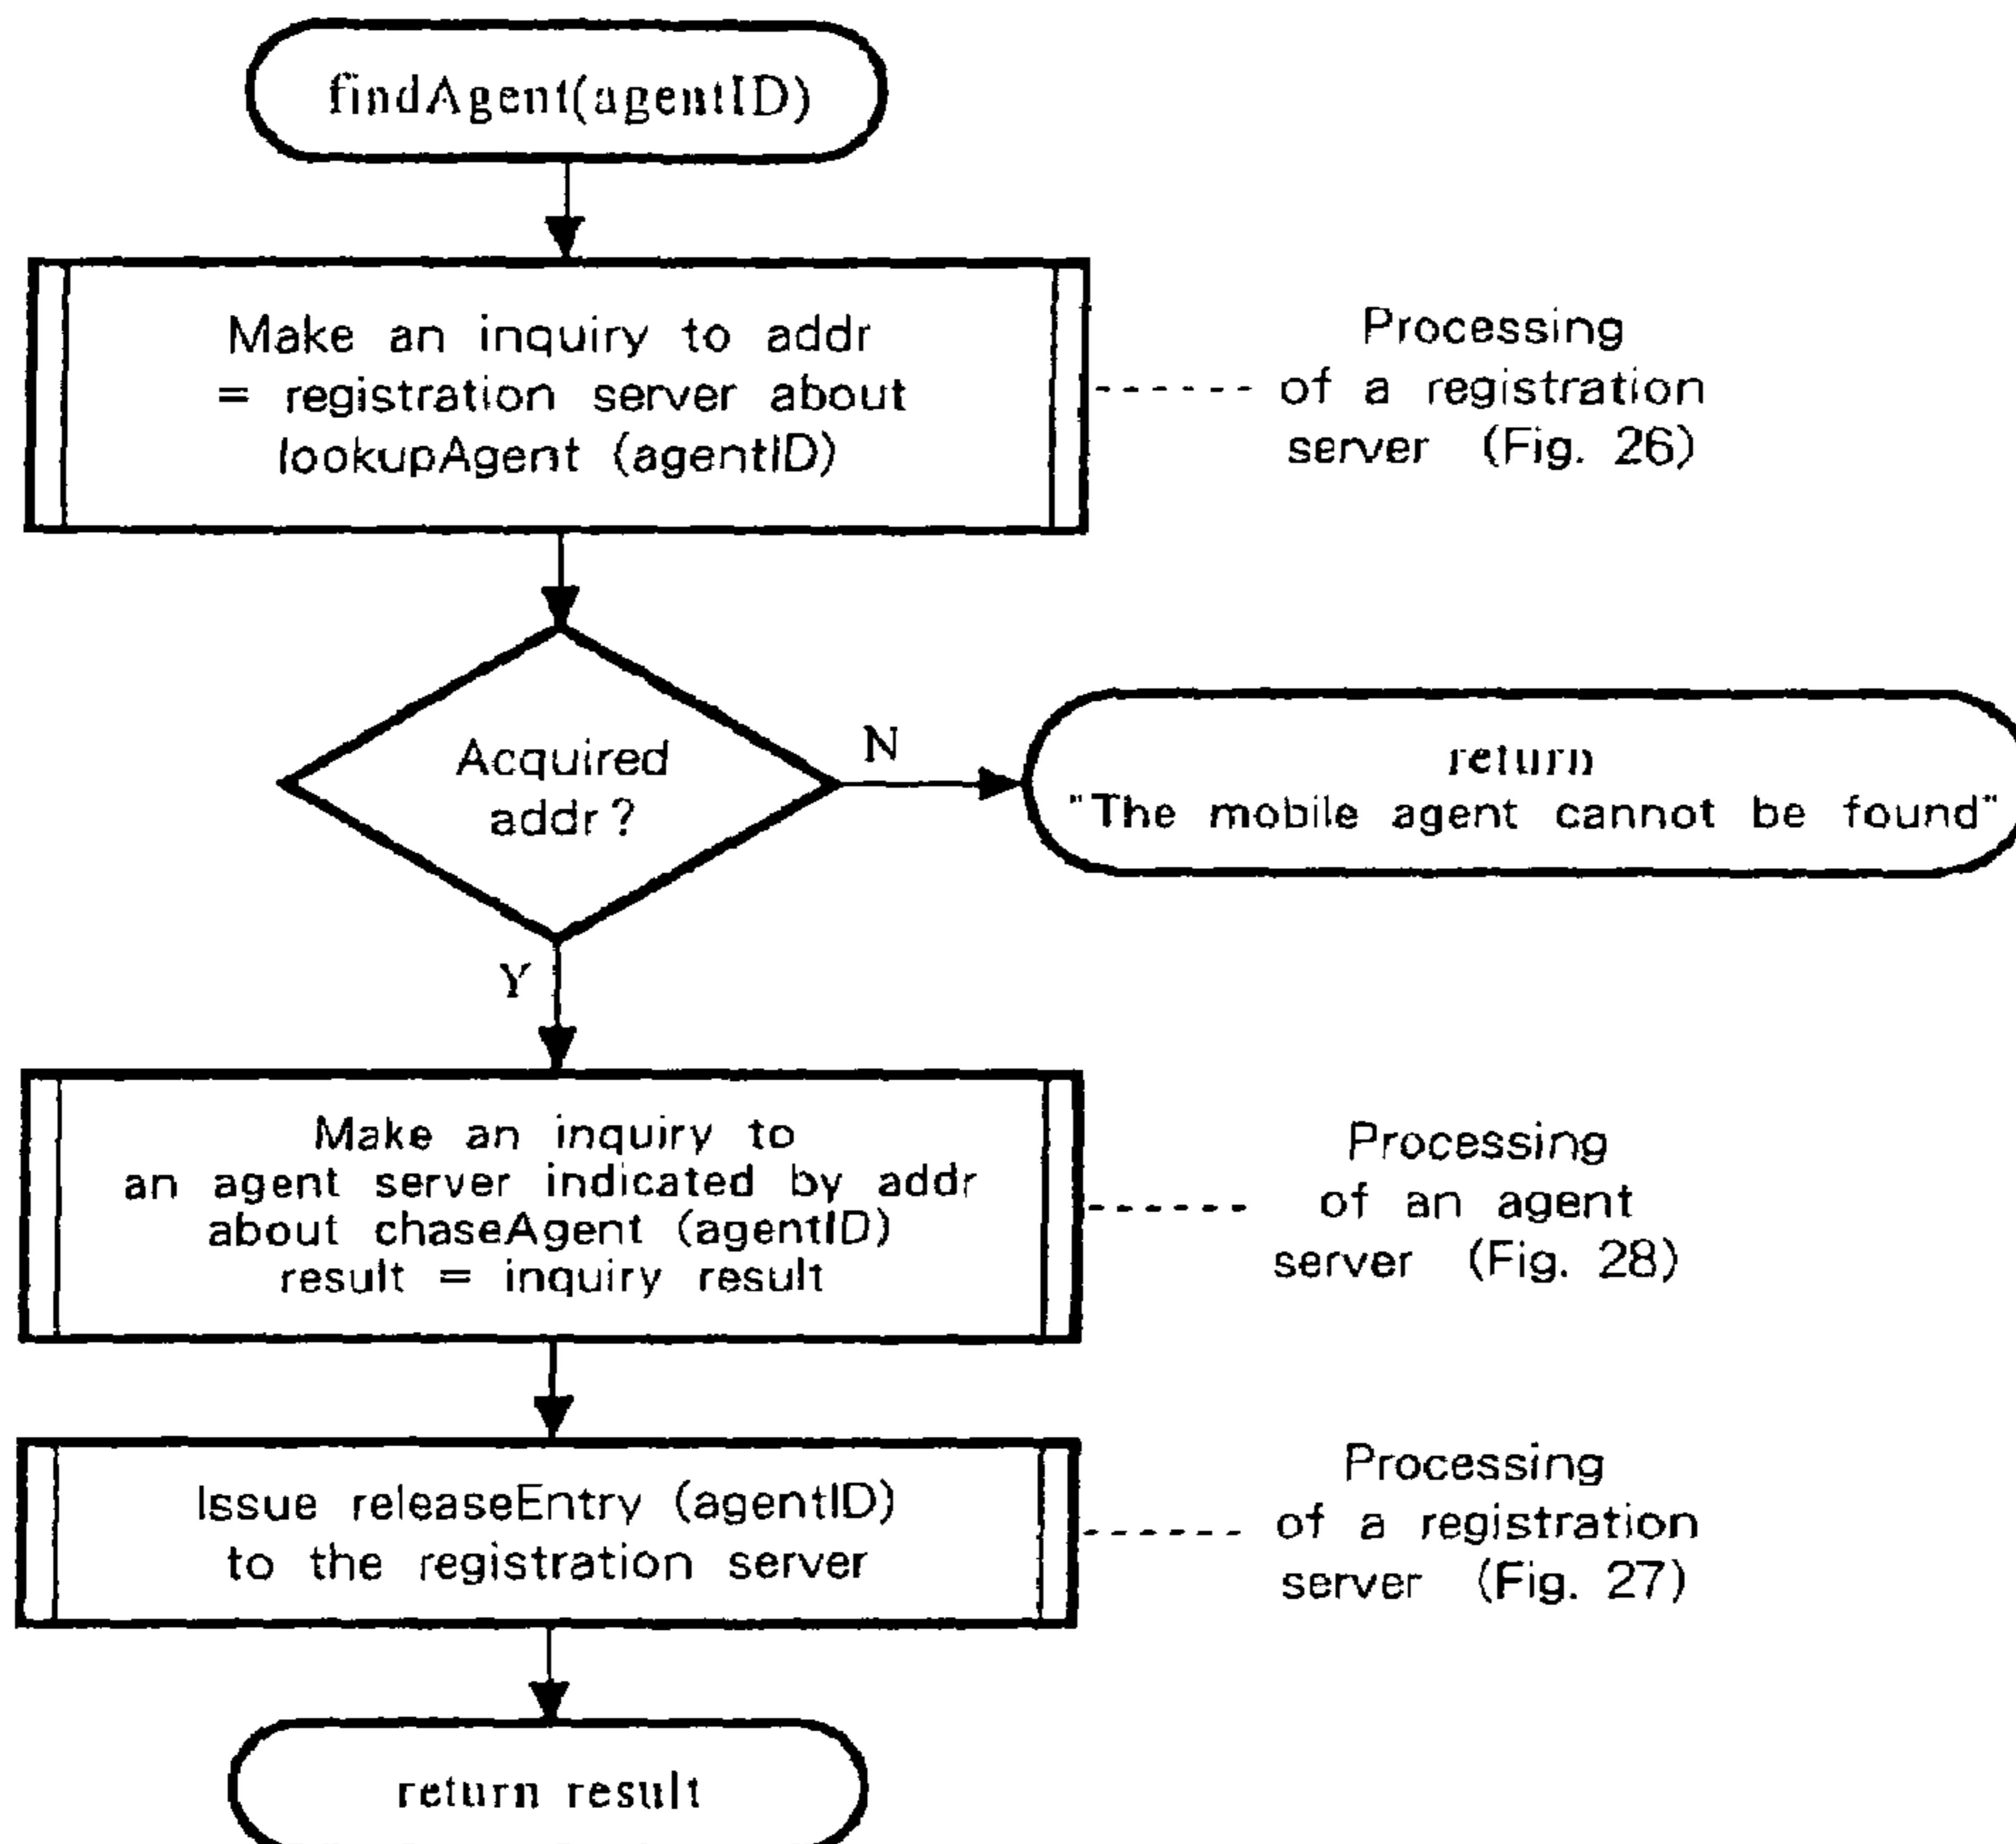 findAgent(agentID)
Make an inquiry to addr
= registration server about
lookupAgent (agentID)
Processing
of a registration
server (Fig. 26)
Acquired
addr?
N
return
"The mobile agent cannot be found"
Y
Make an inquiry to
an agent server indicated by addr
about chaseAgent (agentID)
result = inquiry result
Processing
of an agent
server (Fig. 28)
Issue releaseEntry (agentID)
to the registration server
Processing
of a registration
server (Fig. 27)
return result